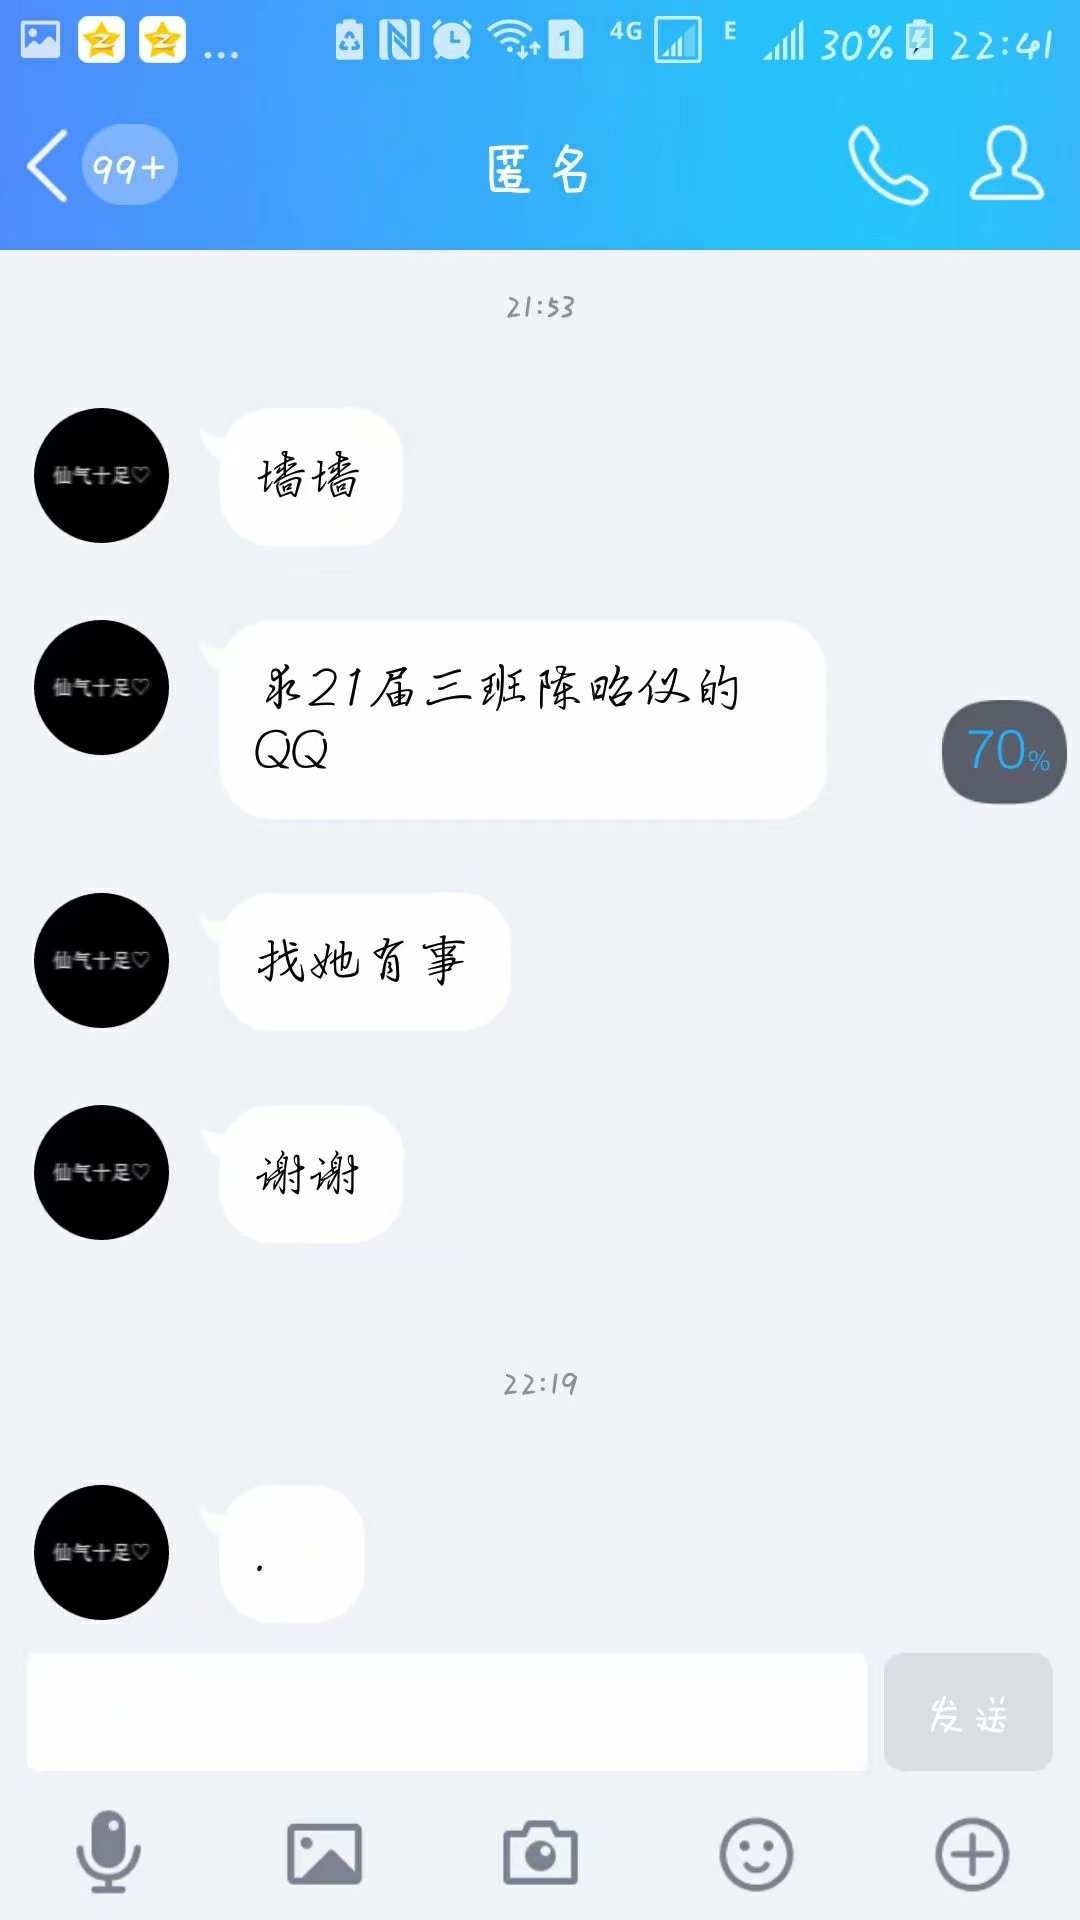 4G
E
30%
22:41
99+
匿名
21:53
仙气十足♡
墙墙
仙气十足♡
求21届三班陈昭仪的
QQ
70%
仙气十足♡
找她有事
仙气十足♡
谢谢
22:19
仙气十足♡
.
发送